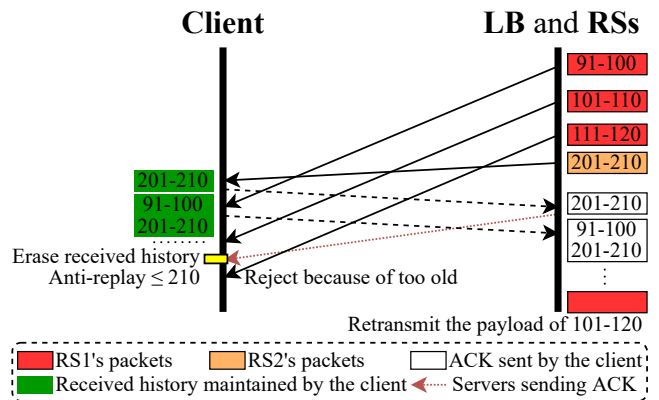 Client
LB and RSs
91-100
101-110
111-120
201-210
201-210
91-100
201-210
201-210
91-100
201-210
Erase received history
Anti-replay ≤ 210
Reject because of too old
Retransmit the payload of 101-120
RS1's packets
RS2's packets
ACK sent by the client
Received history maintained by the client
Servers sending ACK